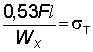 0,53Fl / W_X = σ_T